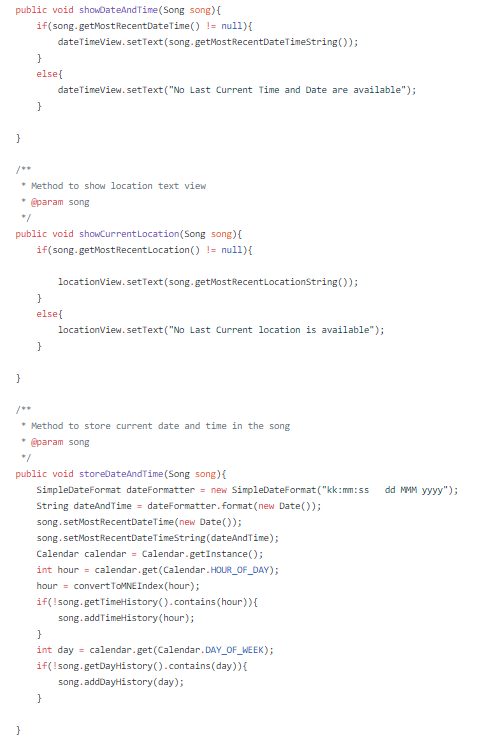 public void showDateAndTime(Song song){
if(song.getMostRecentDateTime() != null){
dateTimeView.setText(song.getMostRecentDateTimeString());
}
else{
dateTimeView.setText("No Last Current Time and Date are available");
}
}
/**
* Method to show location text view
* @param song
*/
public void showCurrentLocation(Song song){
if(song.getMostRecentLocation() != null){
locationView.setText(song.getMostRecentLocationString());
}
else{
locationView.setText("No Last Current location is available");
}
}
/**
* Method to store current date and time in the song
* @param song
*/
public void storeDateAndTime(Song song){
SimpleDateFormat dateFormatter = new SimpleDateFormat("kk:mm:ss   dd MMM yyyy");
String dateAndTime = dateFormatter.format(new Date());
song.setMostRecentDateTime(new Date());
song.setMostRecentDateTimeString(dateAndTime);
Calendar calendar = Calendar.getInstance();
int hour = calendar.get(Calendar.HOUR_OF_DAY);
hour = convertToMNEIndex(hour);
if(!song.getTimeHistory().contains(hour)){
song.addTimeHistory(hour);
}
int day = calendar.get(Calendar.DAY_OF_WEEK);
if(!song.getDayHistory().contains(day)){
song.addDayHistory(day);
}
}